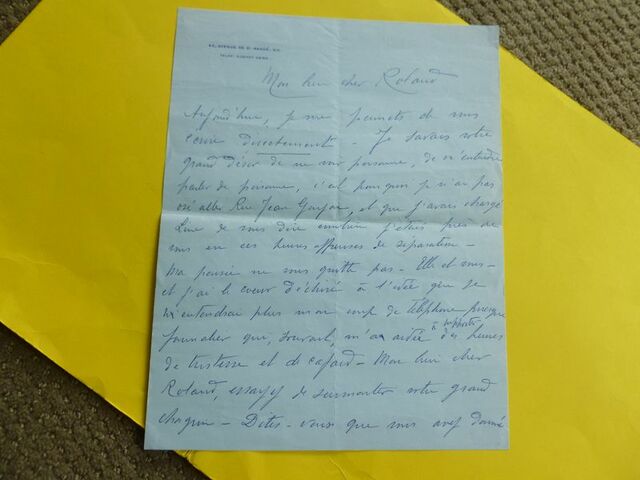 Mon bien cher Roland
Aujourd'hui, je me permets de vous
écrire directement - Je savais votre
grand désir de ne voir personne, de n'entendre
parler de personne, c'est pourquoi je n'ai pas
osé aller Rue Jean Goujon, et que j'avais chargé
Line de vous dire combien j'étais près de
vous en ces heures affreuses de séparation -
Ma pensée ne vous quitte pas - Elle et vous -
et j'ai le cœur déchiré à l'idée que je
n'entendrai plus mon coup de téléphone presque
journalier qui, souvent, m'a aidée à supporter des heures
de tristesse et de cafard - Mon bien cher
Roland, essayez de surmonter votre grand
chagrin - Dites-vous que vous avez donné